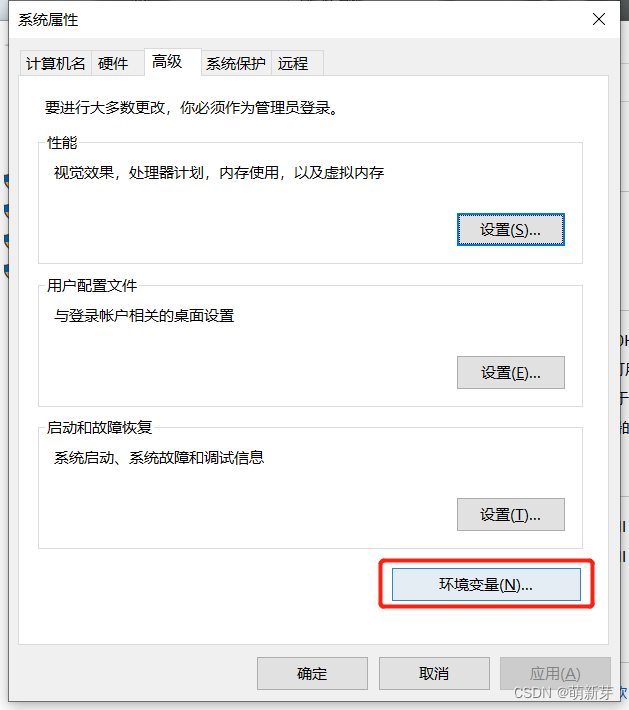 系统属性
计算机名 硬件 高级 系统保护 远程
要进行大多数更改，你必须作为管理员登录。
性能
视觉效果，处理器计划，内存使用，以及虚拟内存
设置(S)...
用户配置文件
与登录帐户相关的桌面设置
设置(E)...
启动和故障恢复
系统启动、系统故障和调试信息
设置(T)...
环境变量(N)...
确定 取消 应用(A)
CSDN @萌新芽